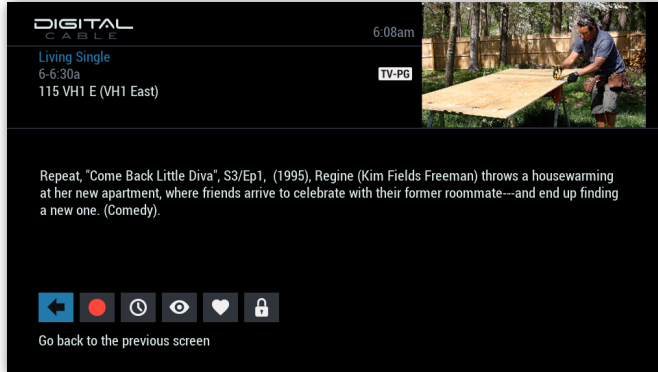 DIGITAL
CABLE
6:08am
Living Single
6-6:30a
TV-PG
115 VH1 E (VH1 East)
Repeat, "Come Back Little Diva", S3/Ep1,  (1995), Regine (Kim Fields Freeman) throws a housewarming
at her new apartment, where friends arrive to celebrate with their former roommate---and end up finding
a new one. (Comedy).
Go back to the previous screen